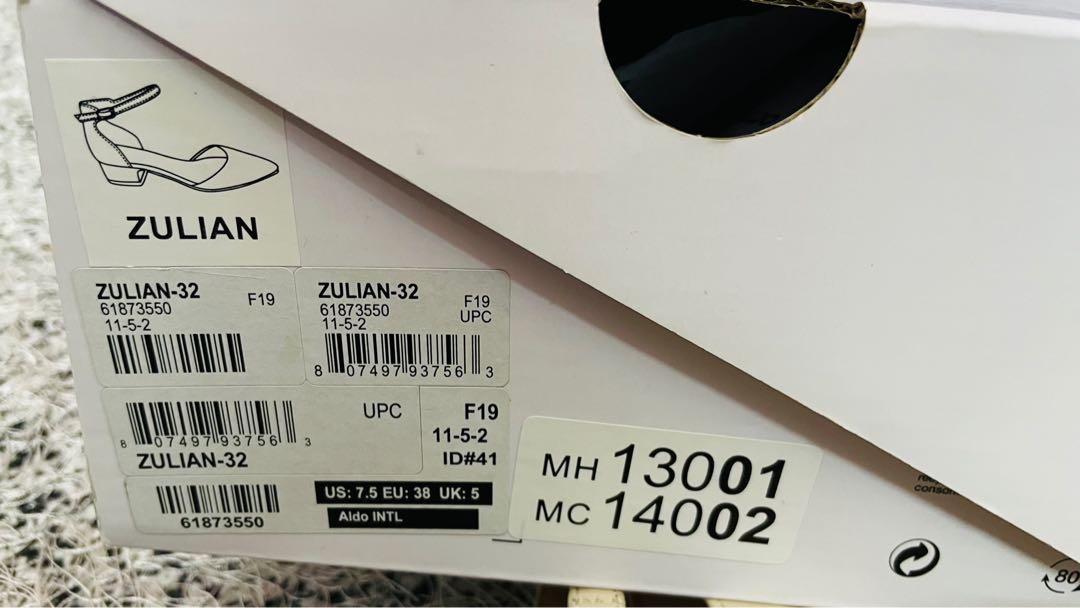 ZULIAN
ZULIAN-32
F19
61873550
11-5-2
ZULIAN-32
F19
61873550
UPC
11-5-2
8 07497 93756 3
UPC
8 07497 93756 3
ZULIAN-32
F19
11-5-2
ID#41
61873550
US: 7.5 EU: 38 UK: 5
Aldo INTL
MH 13001
MC 14002
80